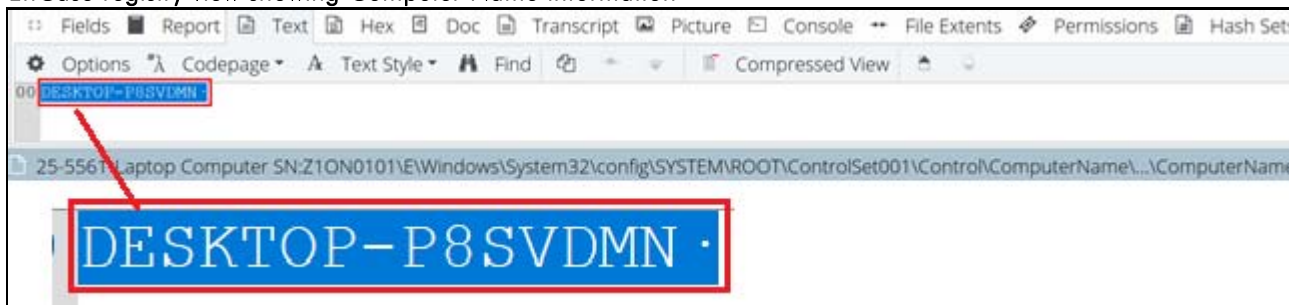 EnCase registry view showing Computer Name information
Fields Report Text Hex Doc Transcript Picture Console File Extents Permissions Hash Sets
Options Codepage Text Style Find Compressed View
00 DESKTOP-P8SVDMN·
25-5561 Laptop Computer SN:Z1ON0101\E\Windows\System32\config\SYSTEM\ROOT\ControlSet001\Control\ComputerName\...\ComputerName
DESKTOP-P8SVDMN·